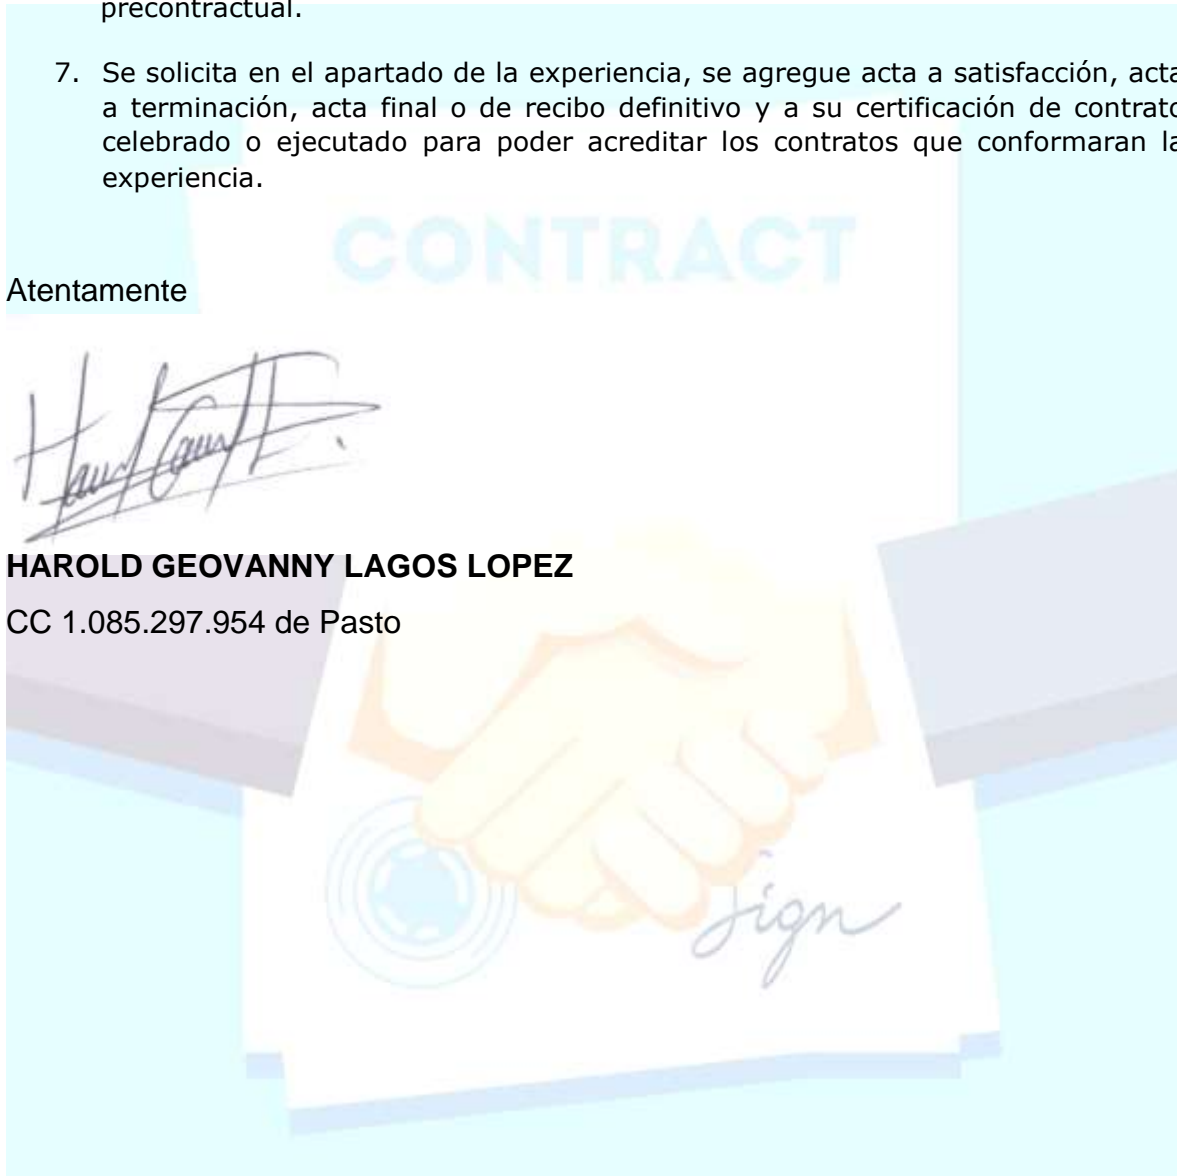 precontractual.
7. Se solicita en el apartado de la experiencia, se agregue acta a satisfacción, acta
a terminación, acta final o de recibo definitivo y a su certificación de contrato
celebrado o ejecutado para poder acreditar los contratos que conformaran la
experiencia.
CONTRACT
Atentamente
HAROLD GEOVANNY LAGOS LOPEZ
CC 1.085.297.954 de Pasto
Sign